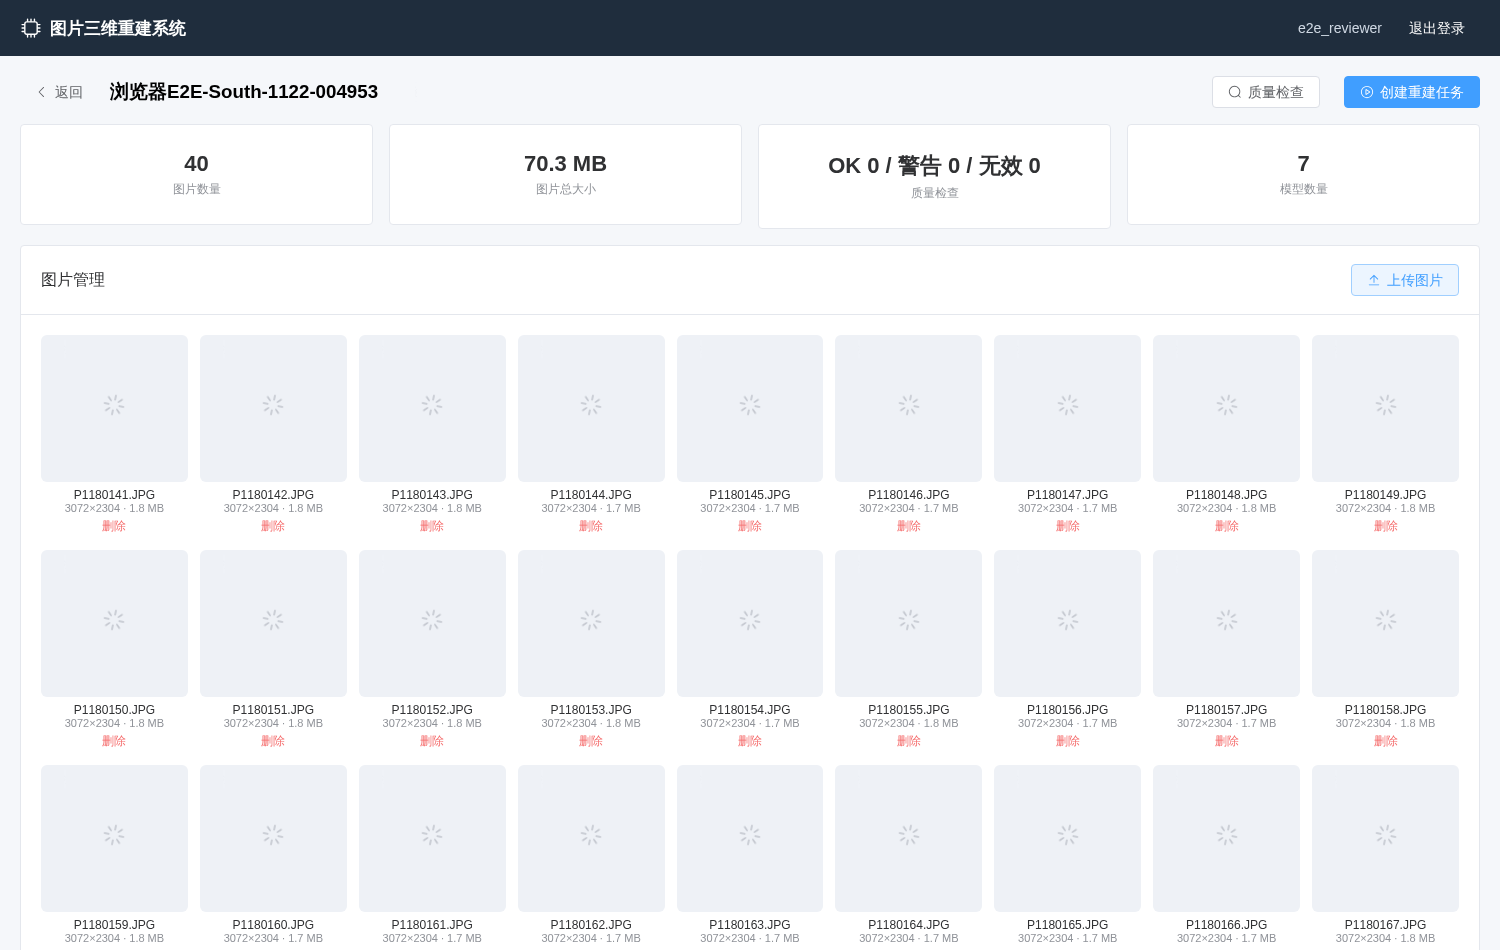 图片三维重建系统
e2e_reviewer 退出登录
返回 浏览器E2E-South-1122-004953 质量检查 创建重建任务
40
图片数量
70.3 MB
图片总大小
OK 0 / 警告 0 / 无效 0
质量检查
7
模型数量
图片管理 上传图片
P1180141.JPG P1180142.JPG P1180143.JPG P1180144.JPG P1180145.JPG P1180146.JPG P1180147.JPG P1180148.JPG P1180149.JPG
3072×2304 · 1.8 MB 3072×2304 · 1.8 MB 3072×2304 · 1.8 MB 3072×2304 · 1.7 MB 3072×2304 · 1.7 MB 3072×2304 · 1.7 MB 3072×2304 · 1.7 MB 3072×2304 · 1.8 MB 3072×2304 · 1.8 MB
删除 删除 删除 删除 删除 删除 删除 删除 删除
P1180150.JPG P1180151.JPG P1180152.JPG P1180153.JPG P1180154.JPG P1180155.JPG P1180156.JPG P1180157.JPG P1180158.JPG
3072×2304 · 1.8 MB 3072×2304 · 1.8 MB 3072×2304 · 1.8 MB 3072×2304 · 1.8 MB 3072×2304 · 1.7 MB 3072×2304 · 1.8 MB 3072×2304 · 1.7 MB 3072×2304 · 1.7 MB 3072×2304 · 1.8 MB
删除 删除 删除 删除 删除 删除 删除 删除 删除
P1180159.JPG P1180160.JPG P1180161.JPG P1180162.JPG P1180163.JPG P1180164.JPG P1180165.JPG P1180166.JPG P1180167.JPG
3072×2304 · 1.8 MB 3072×2304 · 1.7 MB 3072×2304 · 1.7 MB 3072×2304 · 1.7 MB 3072×2304 · 1.7 MB 3072×2304 · 1.7 MB 3072×2304 · 1.7 MB 3072×2304 · 1.7 MB 3072×2304 · 1.8 MB